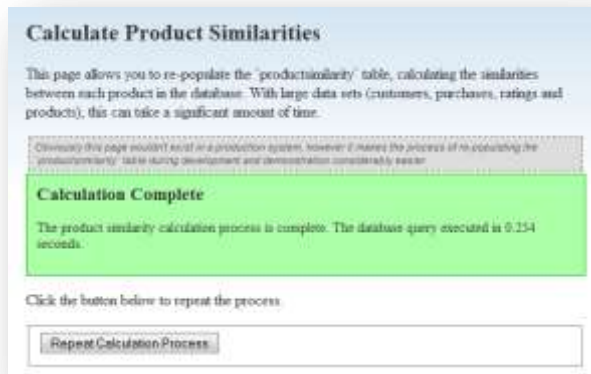 Calculate Product Similarities
This page allows you to re-populate the 'productsimilarity' table, calculating the similarities
between each product in the database. With large data sets (customers, purchases, ratings and
products), this can take a significant amount of time.
Obviously this page wouldn't exist in a production system, however it makes the process of re-populating the
'productsimilarity' table during development and demonstration considerably easier
Calculation Complete
The product similarity calculation process is complete. The database query executed in 0.254
seconds.
Click the button below to repeat the process
Repeat Calculation Process